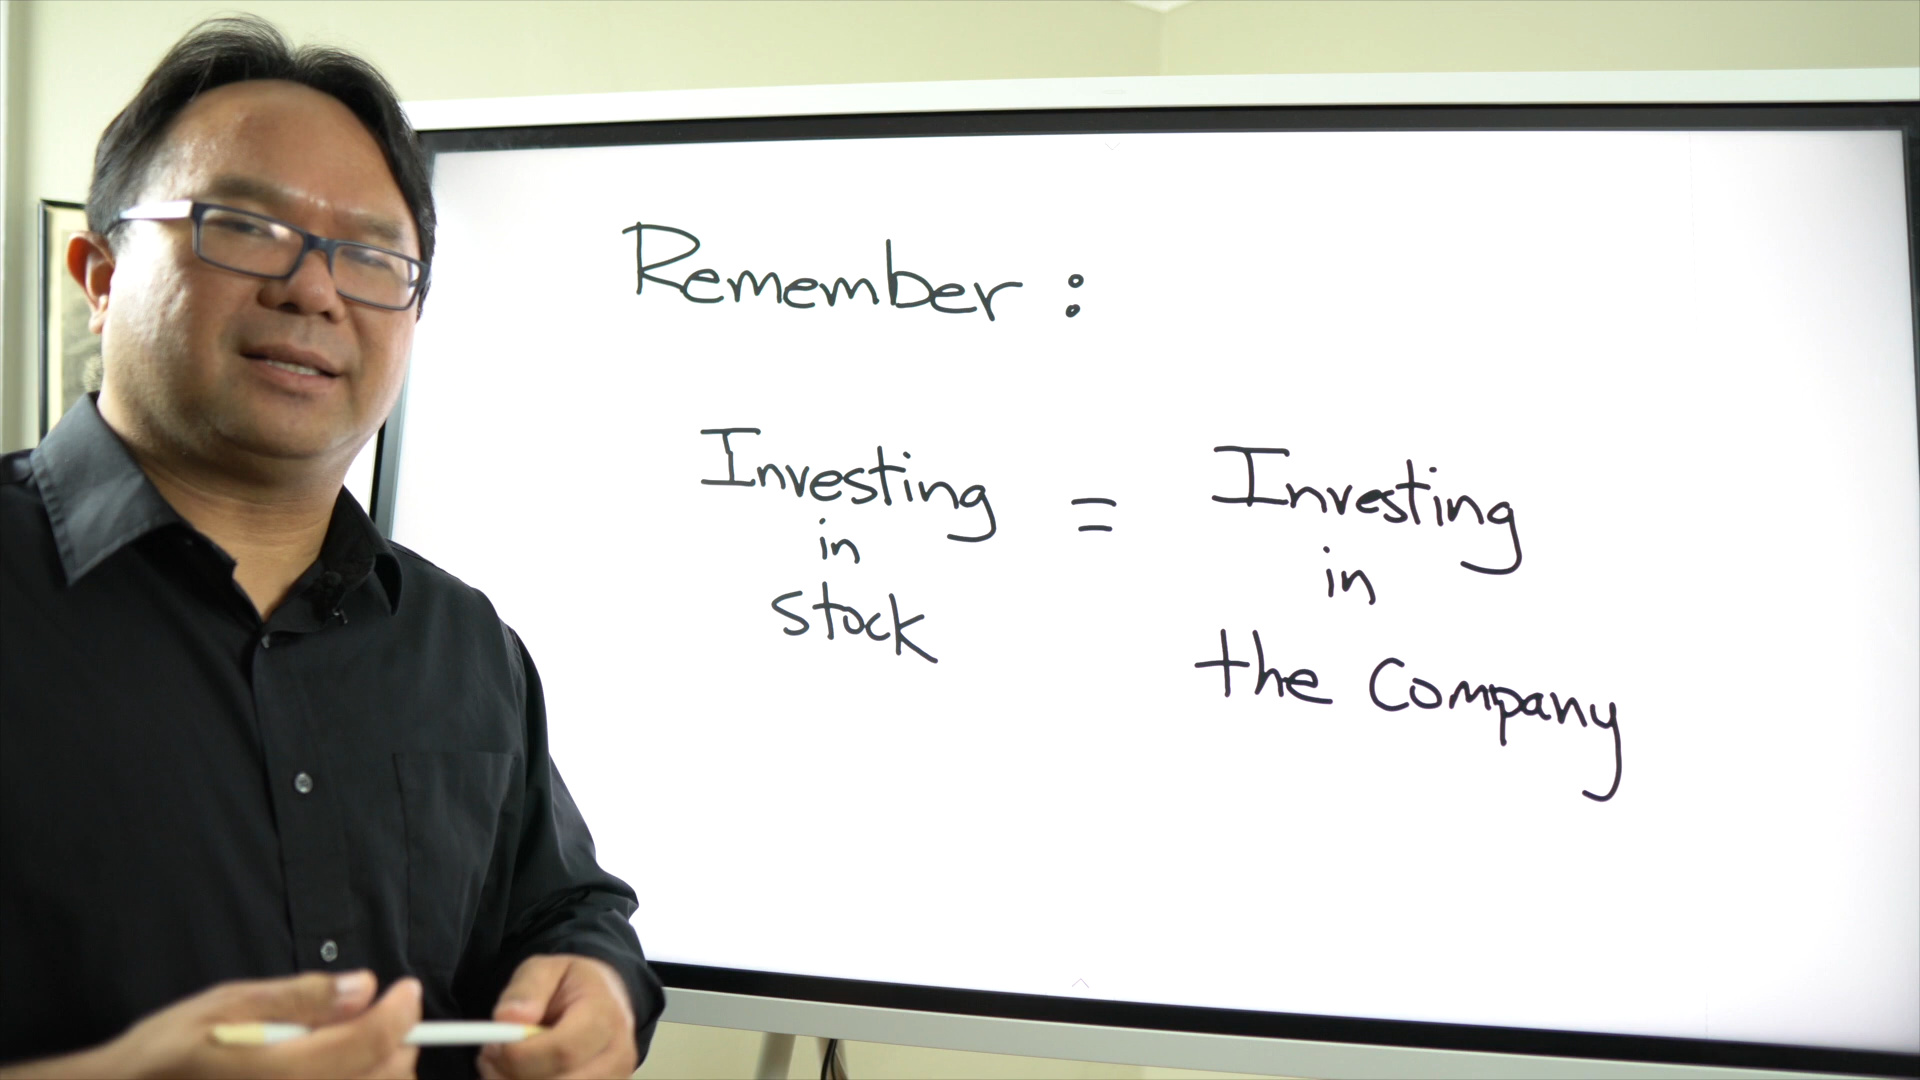 Remember :
Investing = Investing
in in
stock the Company